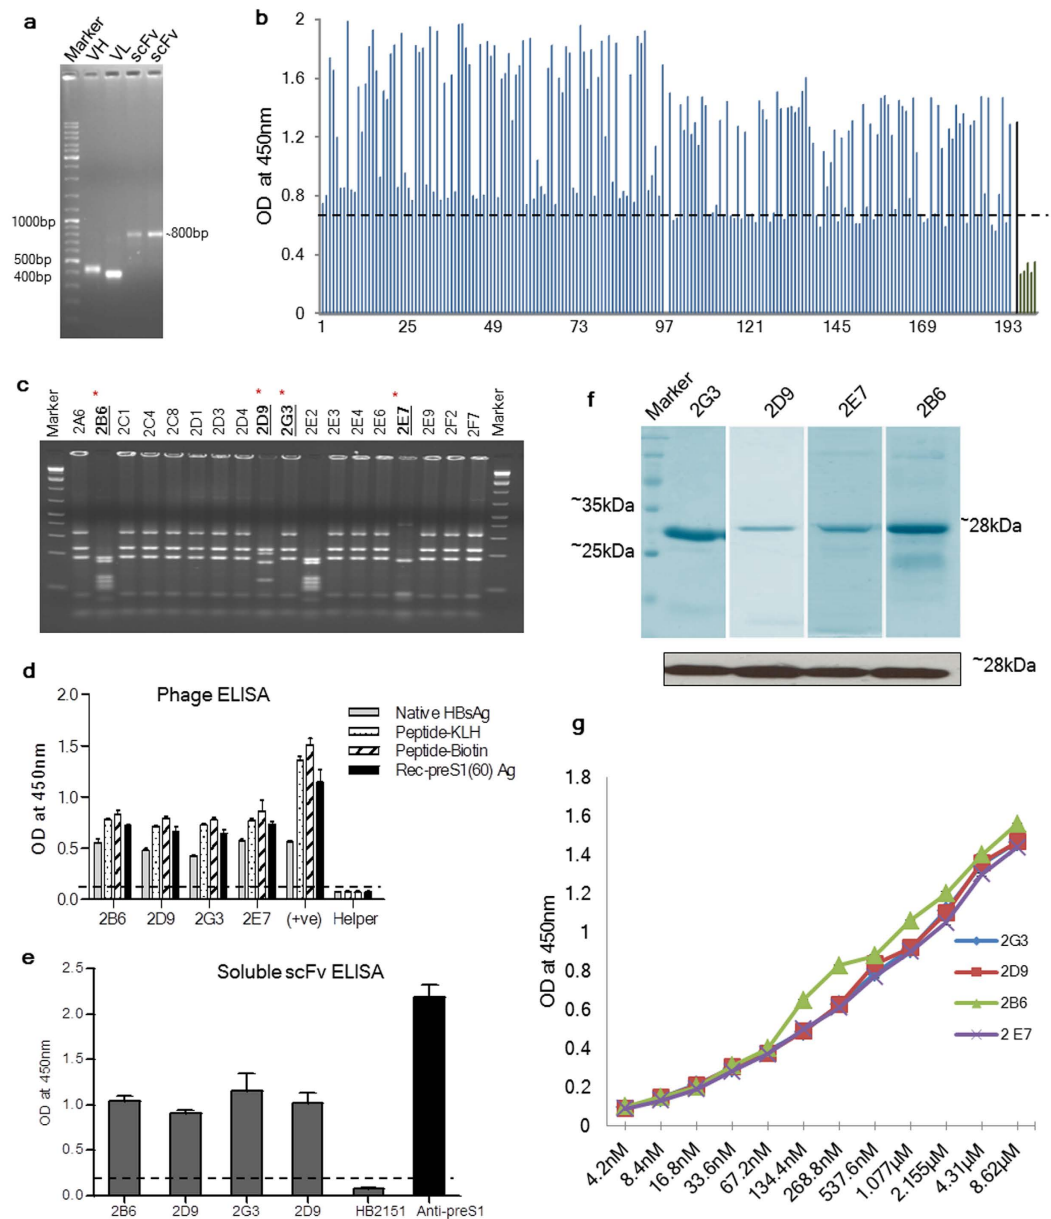 a
Marker
VH
VL
scFv
scFv
1000bp
500bp
400bp
~800bp
b
OD at 450nm
2
1.6
1.2
0.8
0.4
0
1 25 49 73 97 121 145 169 193
c
Marker
2A6
* 2B6
2C1
2C4
2C8
2D1
2D3
2D4
* 2D9
* 2G3
2E2
2E3
2E4
2E6
* 2E7
2E9
2F2
2F7
Marker
f
Marker
2G3
2D9
2E7
2B6
~35kDa
~25kDa
~28kDa
~28kDa
d
Phage ELISA
OD at 450nm
2.0
1.5
1.0
0.5
0.0
2B6 2D9 2G3 2E7 (+ve) Helper
Native HBsAg
Peptide-KLH
Peptide-Biotin
Rec-preS1(60) Ag
e
Soluble scFv ELISA
OD at 450nm
2.5
2.0
1.5
1.0
0.5
0.0
2B6 2D9 2G3 2D9 HB2151 Anti-preS1
g
OD at 450nm
1.8
1.6
1.4
1.2
1
0.8
0.6
0.4
0.2
0
4.2nM
8.4nM
16.8nM
33.6nM
67.2nM
134.4nM
268.8nM
537.6nM
1.077µM
2.155µM
4.31µM
8.62µM
2G3
2D9
2B6
2 E7